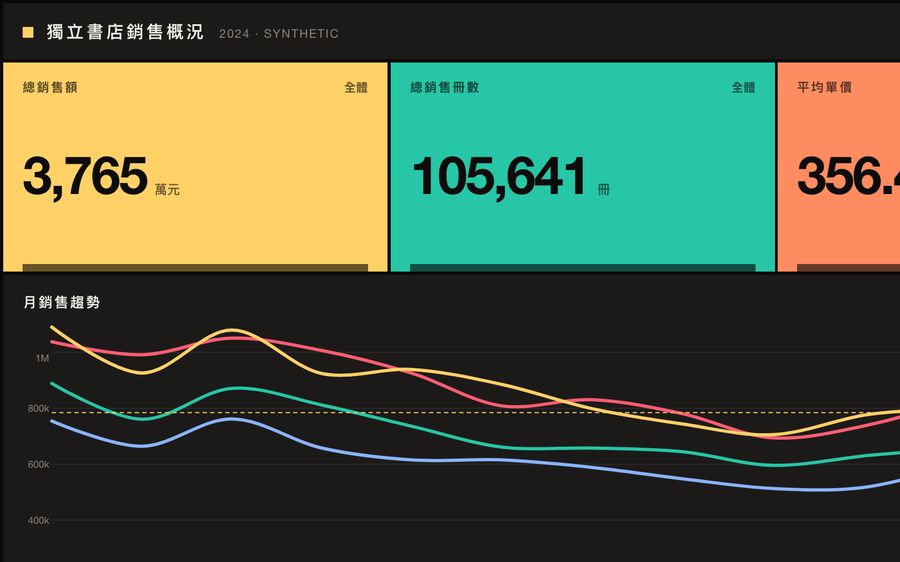 獨立書店銷售概況 2024 · SYNTHETIC
總銷售額 全體
3,765 萬元
總銷售冊數 全體
105,641 冊
平均單價
356.
月銷售趨勢
1M
800k
600k
400k